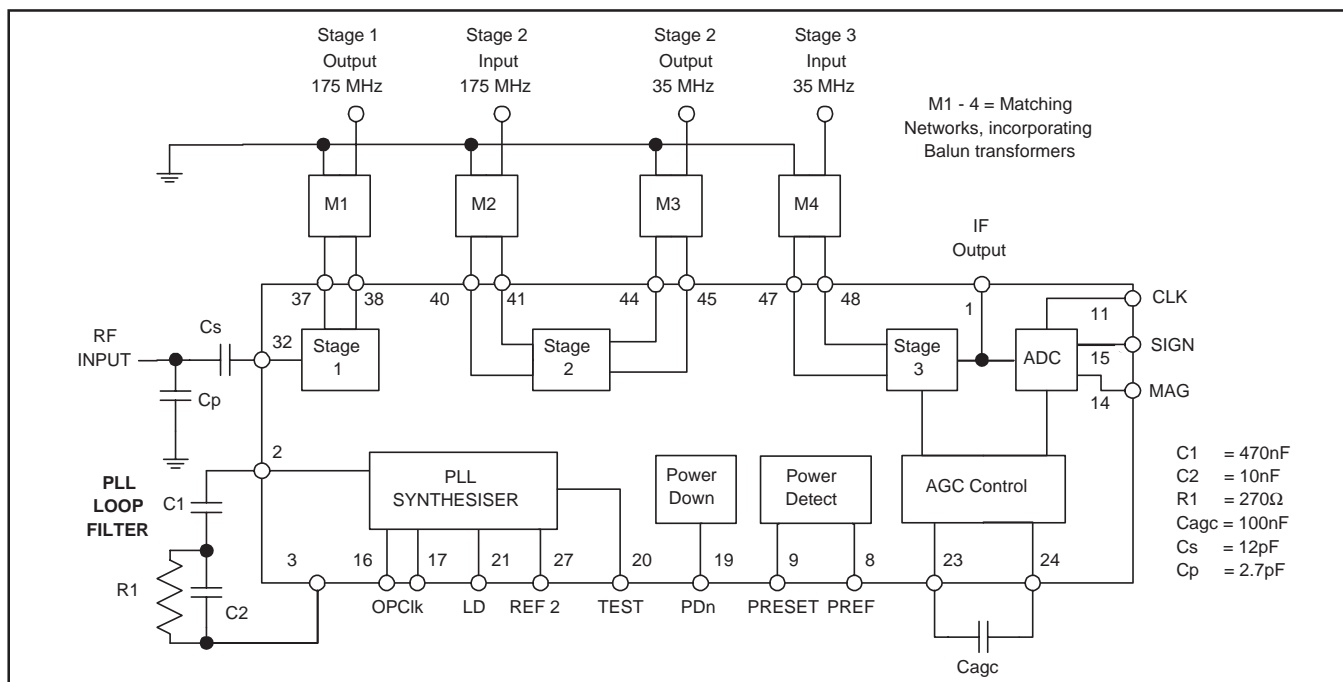 Stage 1
Output
175 MHz
Stage 2
Input
175 MHz
Stage 2
Output
35 MHz
Stage 3
Input
35 MHz
M1 - 4 = Matching
Networks, incorporating
Balun transformers
M1
M2
M3
M4
IF
Output
37
38
40
41
44
45
47
48
1
11
CLK
RF
INPUT
Cs
32
Stage
1
Stage
2
Stage
3
ADC
15
SIGN
14
MAG
Cp
2
PLL
LOOP
FILTER
C1
PLL
SYNTHESISER
Power
Down
Power
Detect
AGC Control
C1 = 470nF
C2 = 10nF
R1 = 270Ω
Cagc = 100nF
Cs = 12pF
Cp = 2.7pF
R1
C2
3
16
17
21
27
20
19
9
8
23
24
OPClk
LD
REF 2
TEST
PDn
PRESET
PREF
Cagc